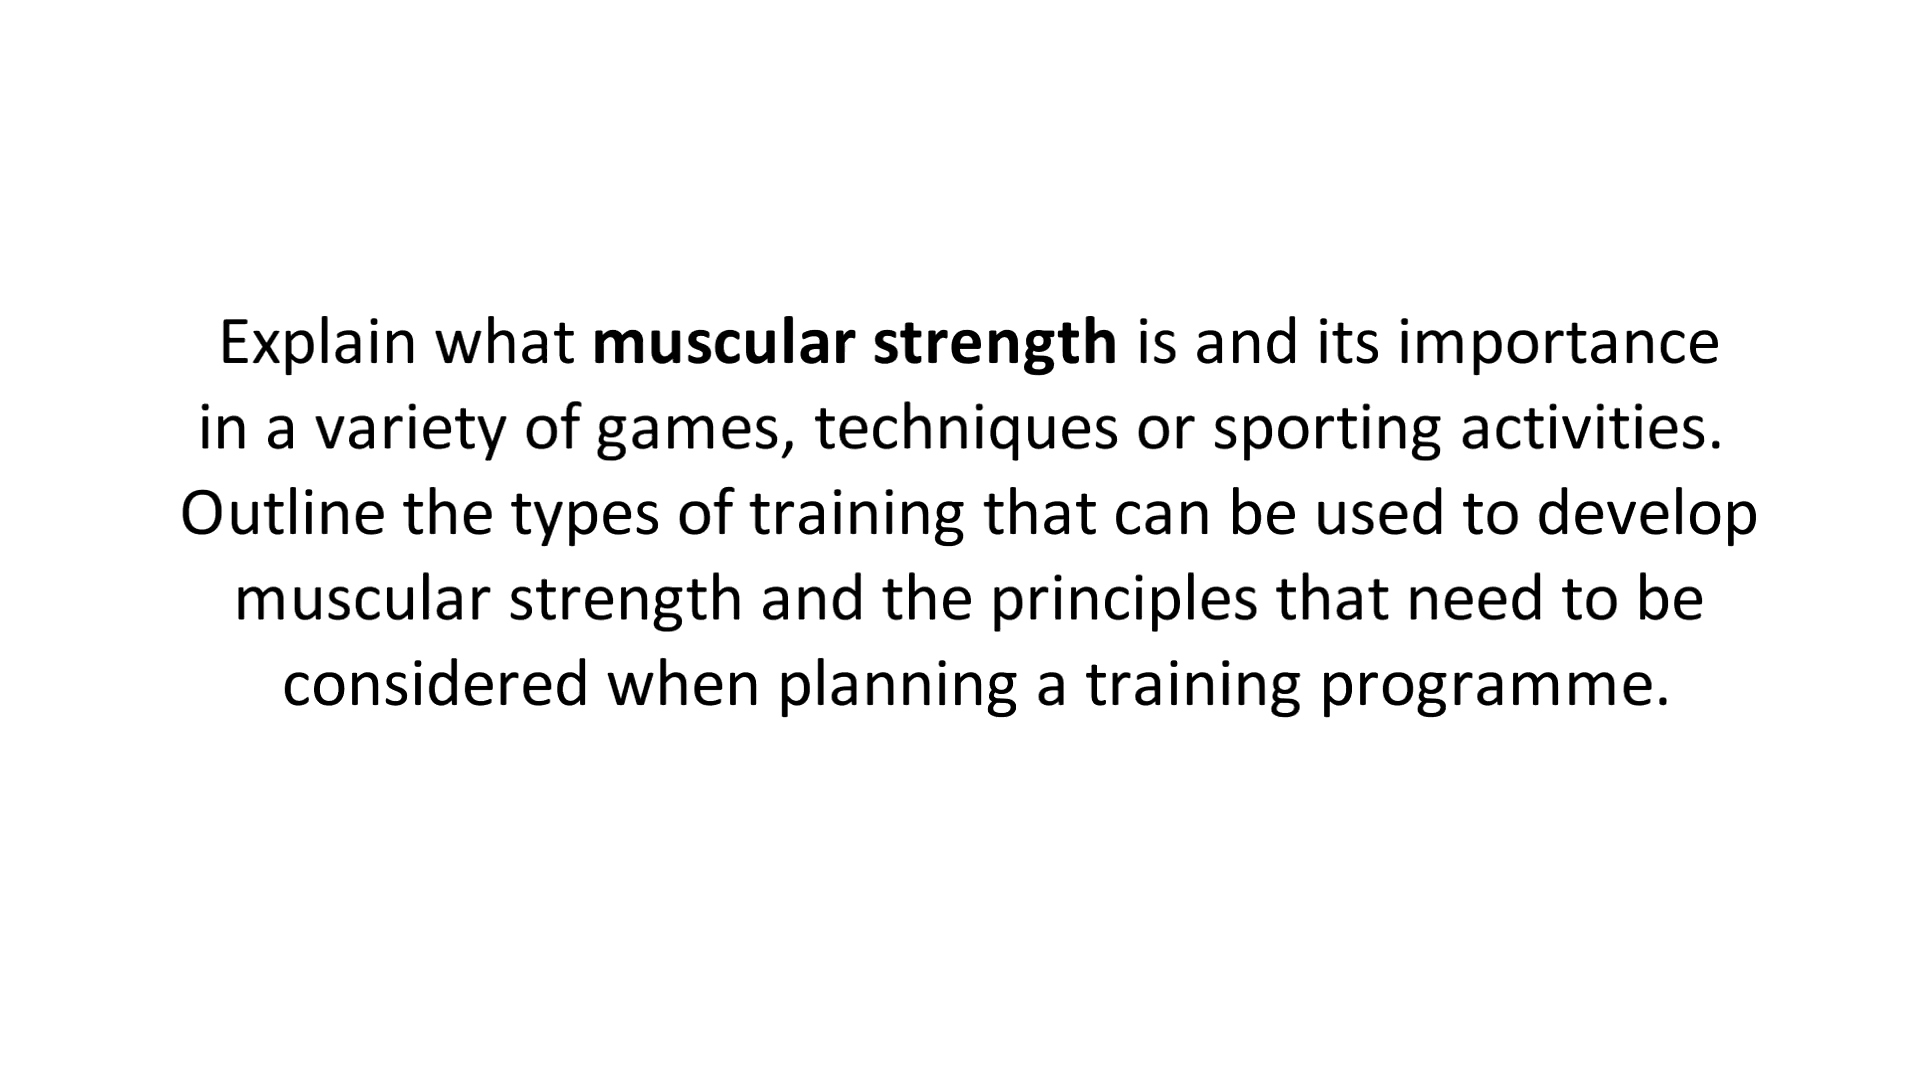 Explain what muscular strength is and its importance
in a variety of games, techniques or sporting activities.
Outline the types of training that can be used to develop
muscular strength and the principles that need to be
considered when planning a training programme.